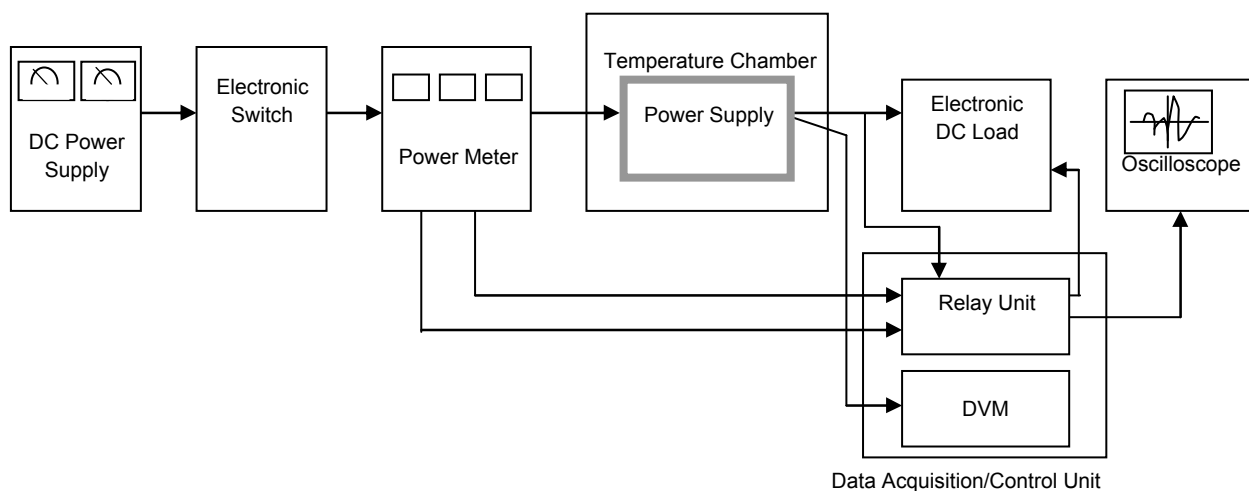 DC Power
Supply
Electronic
Switch
Power Meter
Temperature Chamber
Power Supply
Electronic
DC Load
Oscilloscope
Relay Unit
DVM
Data Acquisition/Control Unit